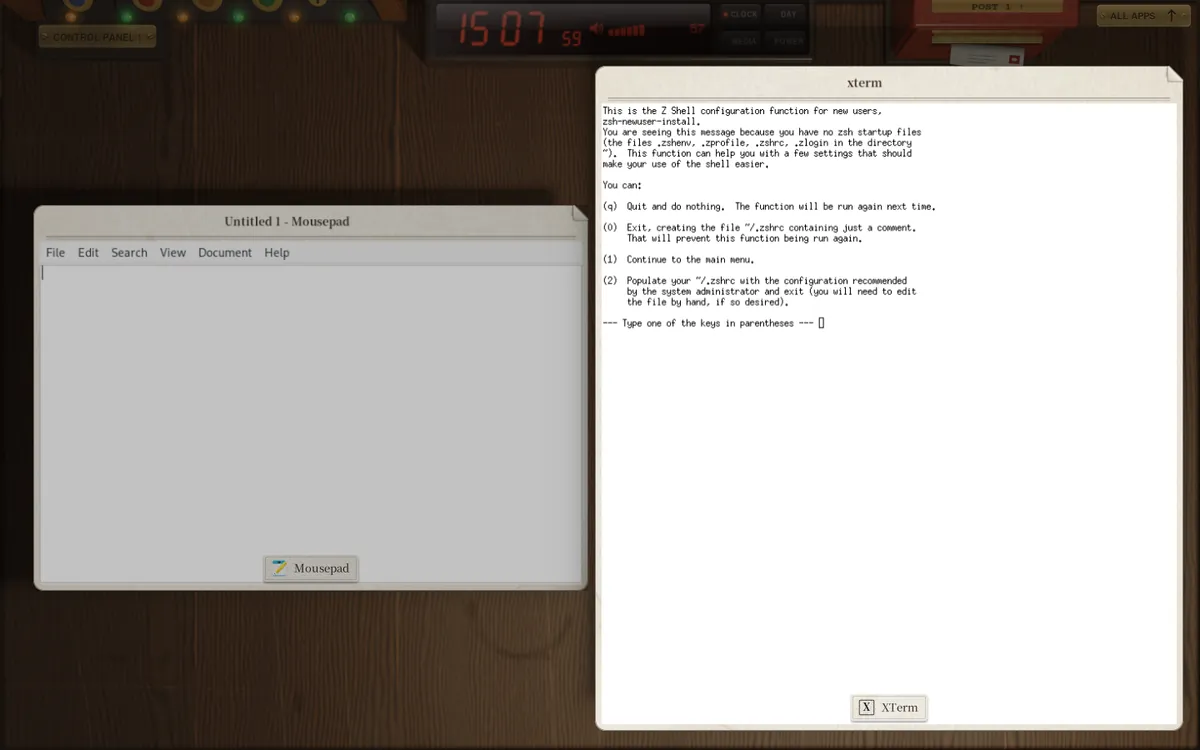 CONTROL PANEL
15 07 59
CLOCK
DAY
MEDIA
POWER
POST
ALL APPS ↑
Untitled 1 - Mousepad
File Edit Search View Document Help
Mousepad
xterm
This is the Z Shell configuration function for new users,
zsh-newuser-install.
You are seeing this message because you have no zsh startup files
(the files .zshenv, .zprofile, .zshrc, .zlogin in the directory
~).  This function can help you with a few settings that should
make your use of the shell easier.
You can:
(q)  Quit and do nothing.  The function will be run again next time.
(0)  Exit, creating the file ~/.zshrc containing just a comment.
That will prevent this function being run again.
(1)  Continue to the main menu.
(2)  Populate your ~/.zshrc with the configuration recommended
by the system administrator and exit (you will need to edit
the file by hand, if so desired).
--- Type one of the keys in parentheses ---
X XTerm